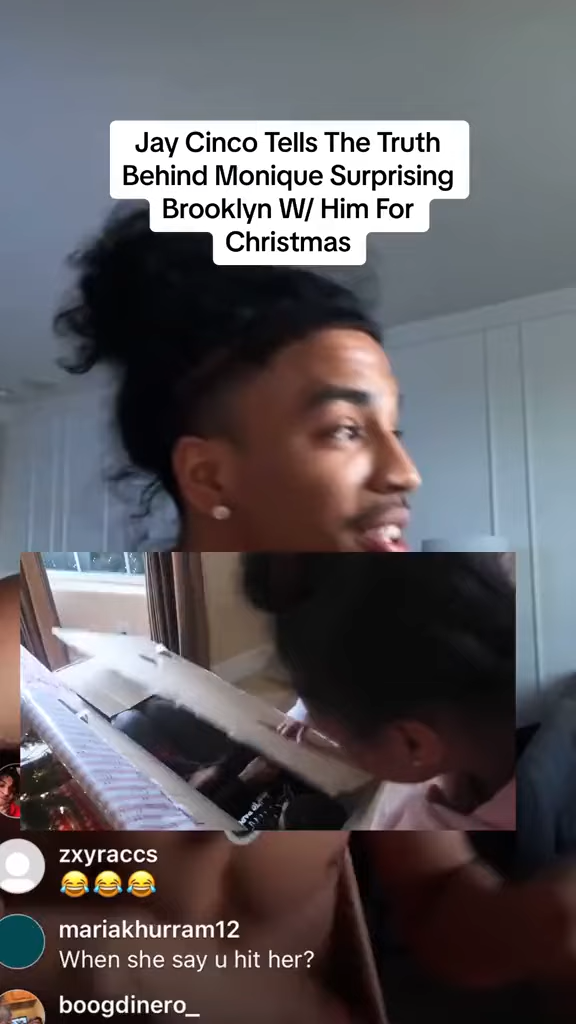 Jay Cinco Tells The Truth
Behind Monique Surprising
Brooklyn W/ Him For
Christmas
zxyraccs
😂😂😂
mariakhurram12
When she say u hit her?
boogdinero_